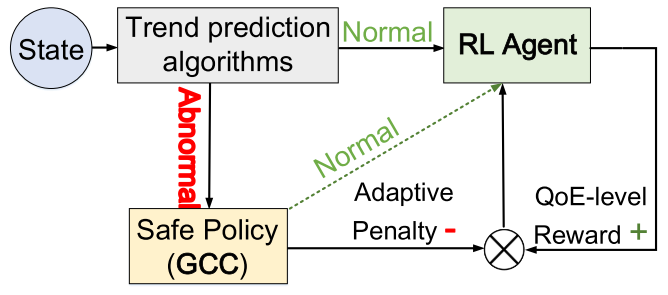 State
Trend prediction
algorithms
Normal
RL Agent
Abnormal
Normal
Safe Policy
(GCC)
Adaptive
Penalty -
QoE-level
Reward +